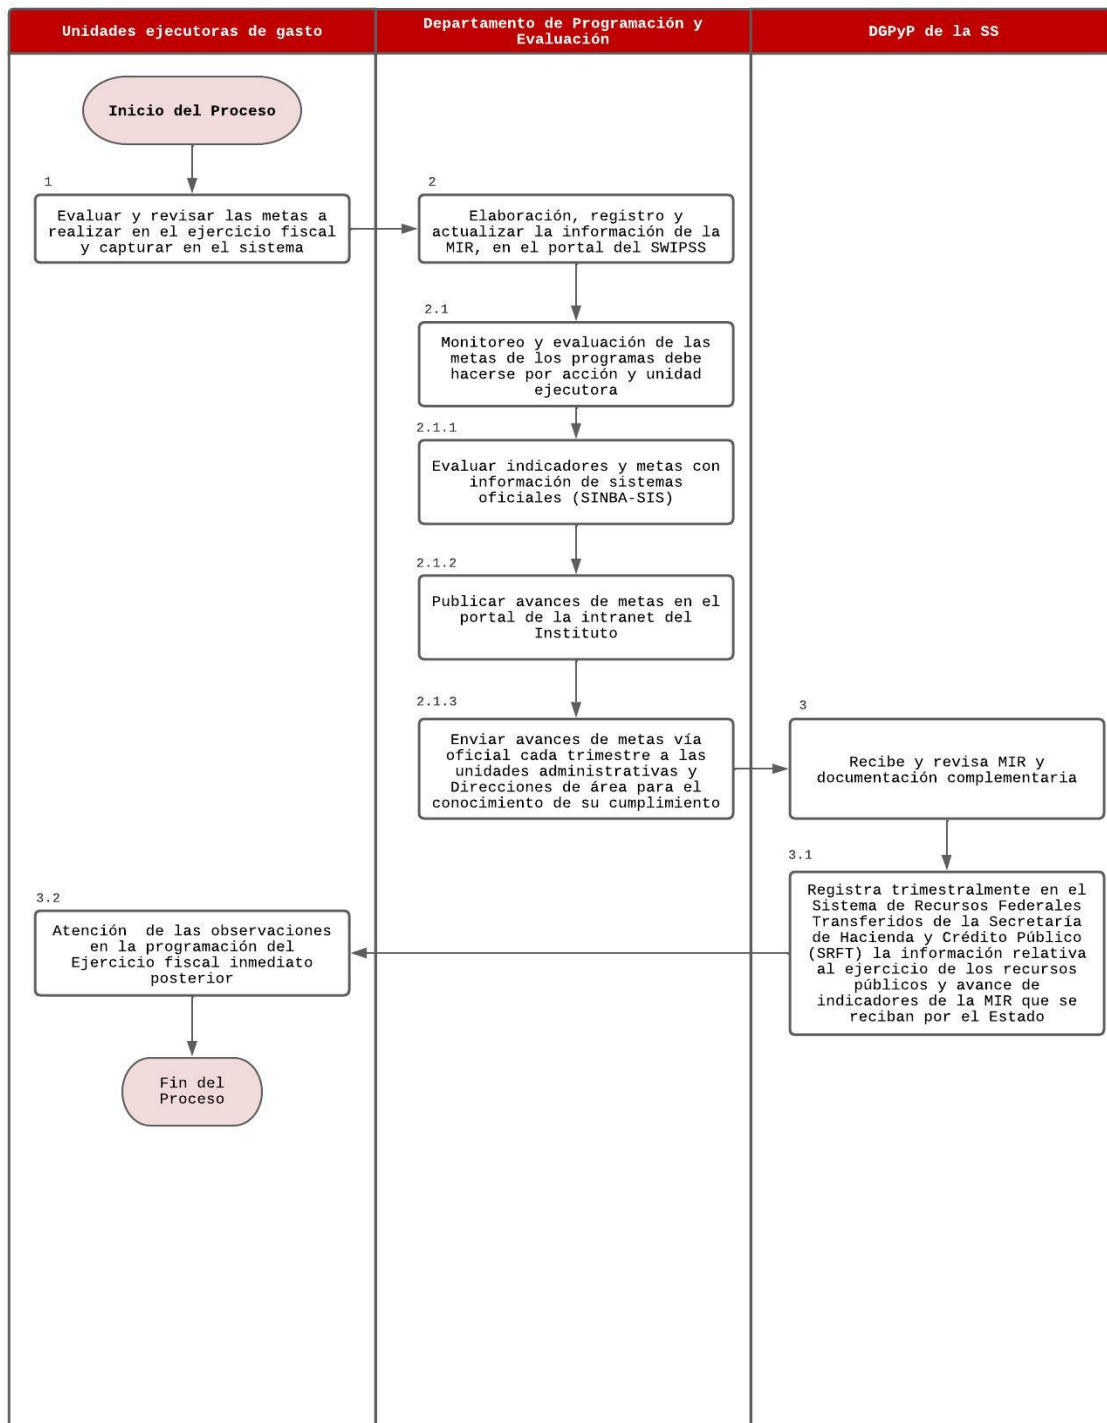 Unidades ejecutoras de gasto
Departamento de Programación y
Evaluación
DGPyP de la SS
Inicio del Proceso
1
Evaluar y revisar las metas a
realizar en el ejercicio fiscal
y capturar en el sistema
2
Elaboración, registro y
actualizar la información de la
MIR, en el portal del SWIPSS
2.1
Monitoreo y evaluación de las
metas de los programas debe
hacerse por acción y unidad
ejecutora
2.1.1
Evaluar indicadores y metas con
información de sistemas
oficiales (SINBA-SIS)
2.1.2
Publicar avances de metas en el
portal de la intranet del
Instituto
2.1.3
Enviar avances de metas vía
oficial cada trimestre a las
unidades administrativas y
Direcciones de área para el
conocimiento de su cumplimiento
3
Recibe y revisa MIR y
documentación complementaria
3.1
Registra trimestralmente en el
Sistema de Recursos Federales
Transferidos de la Secretaría
de Hacienda y Crédito Público
(SRFT) la información relativa
al ejercicio de los recursos
públicos y avance de
indicadores de la MIR que se
reciban por el Estado
3.2
Atención  de las observaciones
en la programación del
Ejercicio fiscal inmediato
posterior
Fin del
Proceso